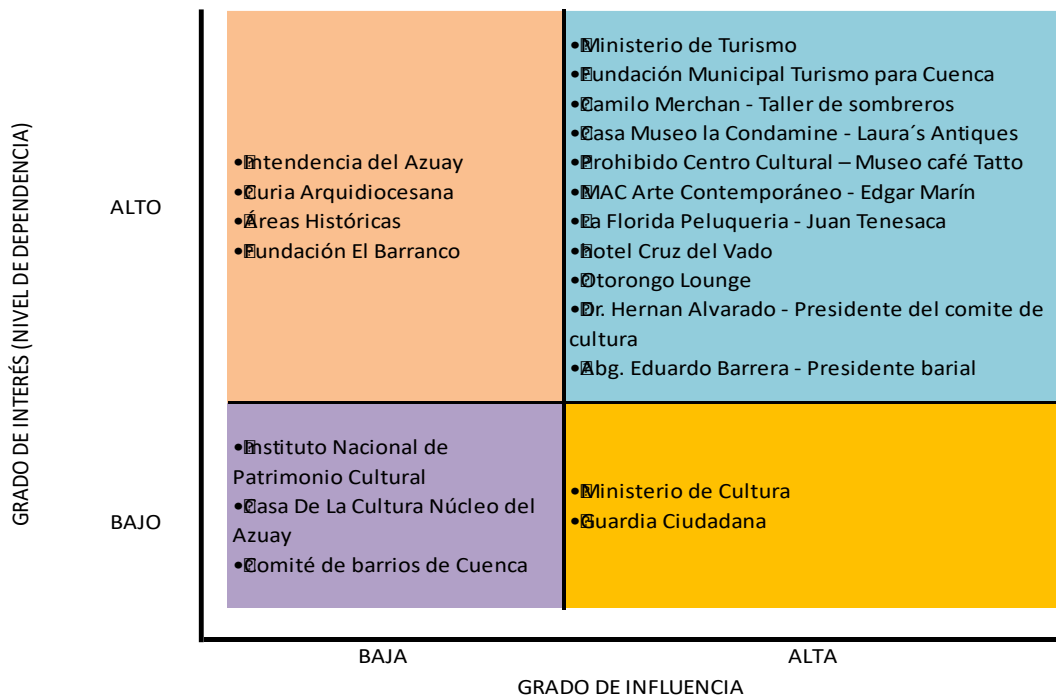 GRADO DE INTERÉS (NIVEL DE DEPENDENCIA)
ALTO
•Intendencia del Azuay
•Curia Arquidiocesana
•Áreas Históricas
•Fundación El Barranco
•Ministerio de Turismo
•Fundación Municipal Turismo para Cuenca
•Camilo Merchan - Taller de sombreros
•Casa Museo la Condamine - Laura´s Antiques
•Prohibido Centro Cultural – Museo café Tatto
•MAC Arte Contemporáneo - Edgar Marín
•La Florida Peluqueria - Juan Tenesaca
•hotel Cruz del Vado
•Otorongo Lounge
•Dr. Hernan Alvarado - Presidente del comite de
cultura
•Abg. Eduardo Barrera - Presidente barial
BAJO
•Instituto Nacional de
Patrimonio Cultural
•Casa De La Cultura Núcleo del
Azuay
•Comité de barrios de Cuenca
•Ministerio de Cultura
•Guardia Ciudadana
BAJA
ALTA
GRADO DE INFLUENCIA